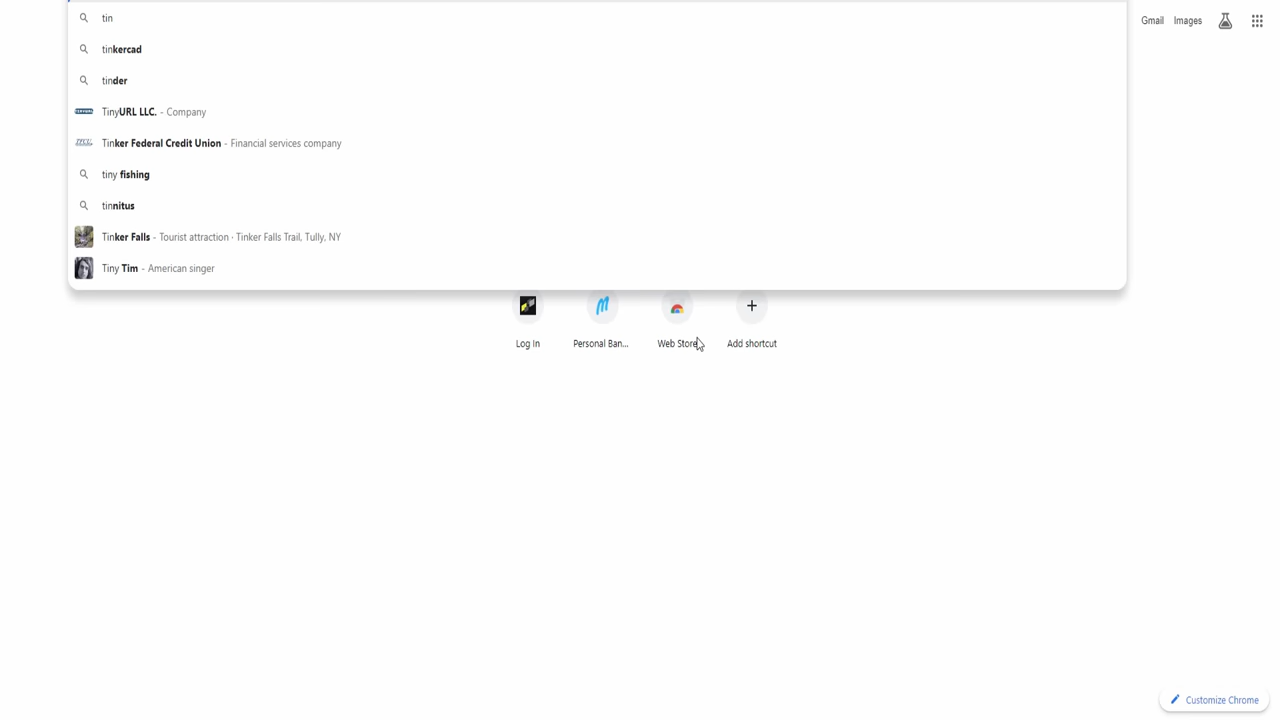 tin
Gmail Images
tinkercad
tinder
TinyURL LLC. - Company
Tinker Federal Credit Union - Financial services company
tiny fishing
tinnitus
Tinker Falls - Tourist attraction · Tinker Falls Trail, Tully, NY
Tiny Tim - American singer
Log In Personal Ban... Web Store Add shortcut
Customize Chrome